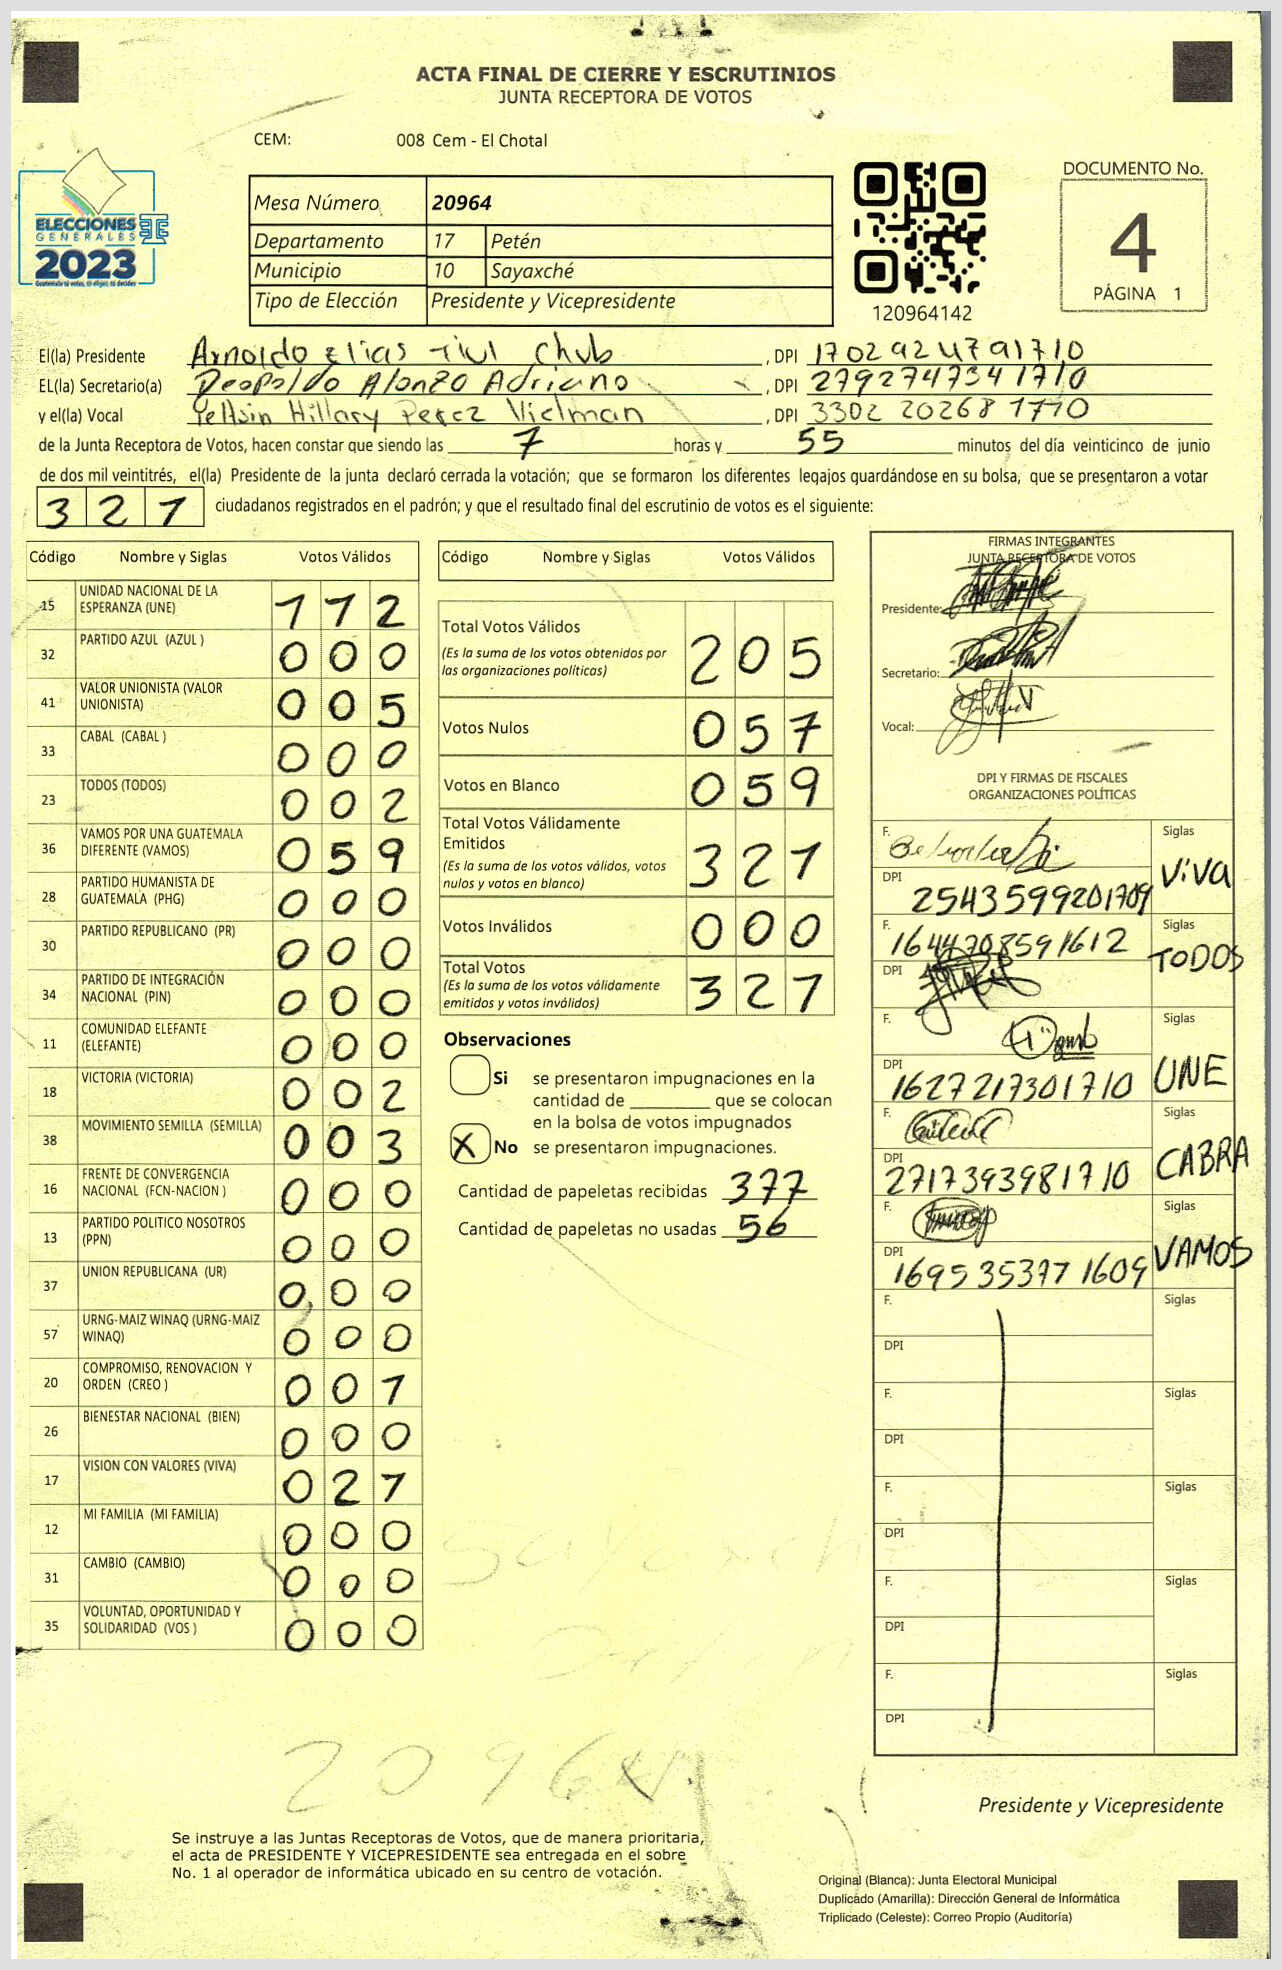 ACTA FINAL DE CIERRE Y ESCRUTINIOS
JUNTA RECEPTORA DE VOTOS
CEM: 008 Cem - El Chotal
ELECCIONES
GENERALES
2023
Guatemala tú votas, tú eliges, tú decides
Mesa Número 20964
Departamento 17 Petén
Municipio 10 Sayaxché
Tipo de Elección Presidente y Vicepresidente
120964142
DOCUMENTO No.
4
PÁGINA 1
El(la) Presidente Arnoldo Elias Tiul Chub , DPI 1702924791710
EL(la) Secretario(a) Deopoldo Alonzo Adriano , DPI 2792747341710
y el(la) Vocal Yeltsin Hillary Perez Vielman , DPI 3302 20268 1710
de la Junta Receptora de Votos, hacen constar que siendo las 7 horas y 55 minutos del día veinticinco de junio
de dos mil veintitrés, el(la) Presidente de la junta declaró cerrada la votación; que se formaron los diferentes legajos guardándose en su bolsa, que se presentaron a votar
321 ciudadanos registrados en el padrón; y que el resultado final del escrutinio de votos es el siguiente:
Código Nombre y Siglas Votos Válidos
15 UNIDAD NACIONAL DE LA ESPERANZA (UNE) 112
32 PARTIDO AZUL (AZUL ) 000
41 VALOR UNIONISTA (VALOR UNIONISTA) 005
33 CABAL (CABAL ) 000
23 TODOS (TODOS) 002
36 VAMOS POR UNA GUATEMALA DIFERENTE (VAMOS) 059
28 PARTIDO HUMANISTA DE GUATEMALA (PHG) 000
30 PARTIDO REPUBLICANO (PR) 000
34 PARTIDO DE INTEGRACIÓN NACIONAL (PIN) 000
11 COMUNIDAD ELEFANTE (ELEFANTE) 000
18 VICTORIA (VICTORIA) 002
38 MOVIMIENTO SEMILLA (SEMILLA) 003
16 FRENTE DE CONVERGENCIA NACIONAL (FCN-NACION ) 000
13 PARTIDO POLITICO NOSOTROS (PPN) 000
37 UNION REPUBLICANA (UR) 000
57 URNG-MAIZ WINAQ (URNG-MAIZ WINAQ) 000
20 COMPROMISO, RENOVACION Y ORDEN (CREO ) 001
26 BIENESTAR NACIONAL (BIEN) 000
17 VISION CON VALORES (VIVA) 021
12 MI FAMILIA (MI FAMILIA) 000
31 CAMBIO (CAMBIO) 000
35 VOLUNTAD, OPORTUNIDAD Y SOLIDARIDAD (VOS ) 000
Código Nombre y Siglas Votos Válidos
Total Votos Válidos 205
(Es la suma de los votos obtenidos por
las organizaciones políticas)
Votos Nulos 057
Votos en Blanco 059
Total Votos Válidamente
Emitidos 321
(Es la suma de los votos válidos, votos
nulos y votos en blanco)
Votos Inválidos 000
Total Votos 321
(Es la suma de los votos válidamente
emitidos y votos inválidos)
Observaciones
Si se presentaron impugnaciones en la
cantidad de ________ que se colocan
en la bolsa de votos impugnados
X No se presentaron impugnaciones.
Cantidad de papeletas recibidas 377
Cantidad de papeletas no usadas 56
FIRMAS INTEGRANTES
JUNTA RECEPTORA DE VOTOS
Presidente:
Secretario:
Vocal:
DPI Y FIRMAS DE FISCALES
ORGANIZACIONES POLÍTICAS
F. Siglas
DPI 2543599201709 ViVa
F. 1644708591612 Siglas
DPI TODOS
F. Siglas
DPI 1627217301710 UNE
F. Siglas
DPI 2717393981710 CABRA
F. Siglas
DPI 1695353771609 VAMOS
F. Siglas
DPI
F. Siglas
DPI
F. Siglas
DPI
F. Siglas
DPI
F. Siglas
DPI
20964
Presidente y Vicepresidente
Se instruye a las Juntas Receptoras de Votos, que de manera prioritaria,
el acta de PRESIDENTE Y VICEPRESIDENTE sea entregada en el sobre
No. 1 al operador de informática ubicado en su centro de votación.
Original (Blanca): Junta Electoral Municipal
Duplicado (Amarilla): Dirección General de Informática
Triplicado (Celeste): Correo Propio (Auditoría)